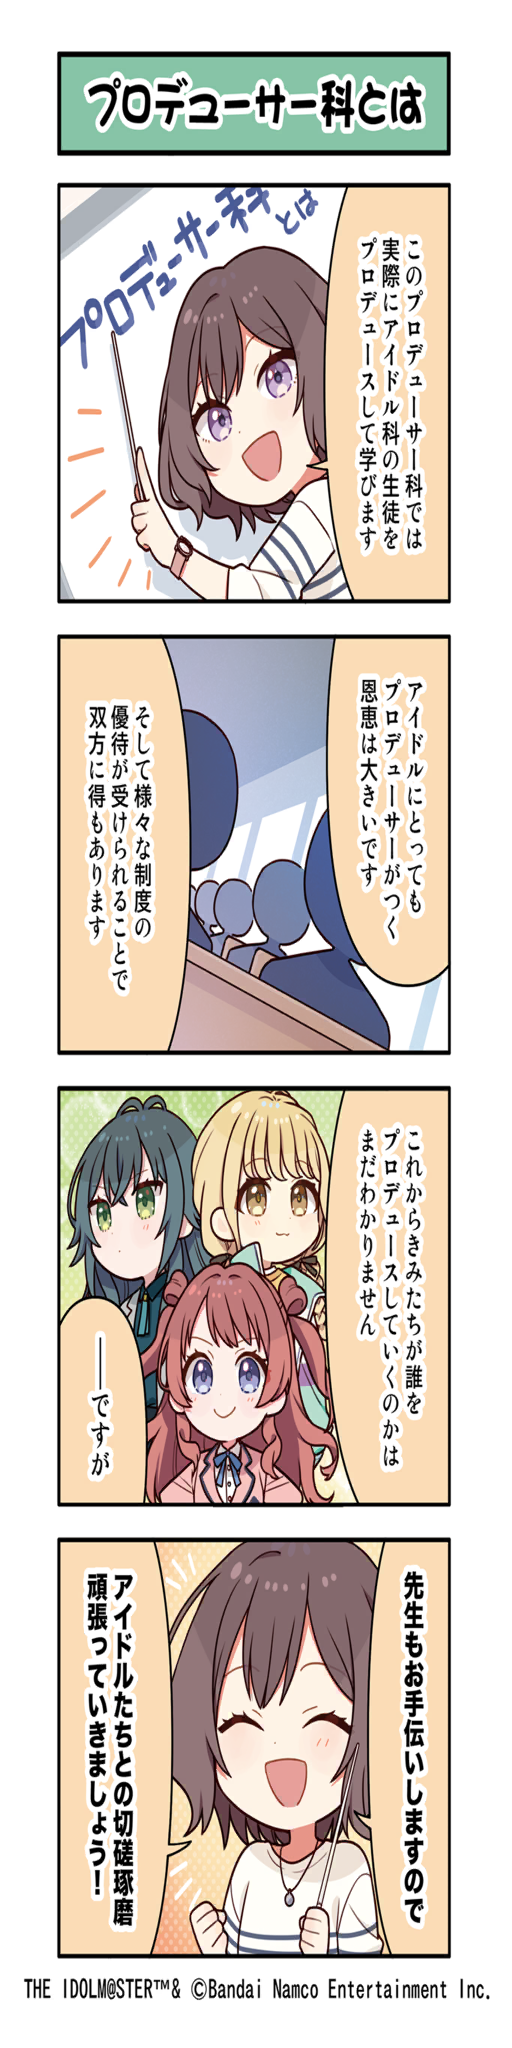 プロデューサー科とは
プロデューサー科
とは
このプロデューサー科では
実際にアイドル科の生徒を
プロデュースして学びます
アイドルにとっても
プロデューサーがつく
恩恵は大きいです
そして様々な制度の
優待が受けられることで
双方に得もあります
これからきみたちが誰を
プロデュースしていくのかは
まだわかりません
──ですが
先生もお手伝いしますので
アイドルたちとの切磋琢磨
頑張っていきましょう！
THE IDOLM@STER™& ©Bandai Namco Entertainment Inc.